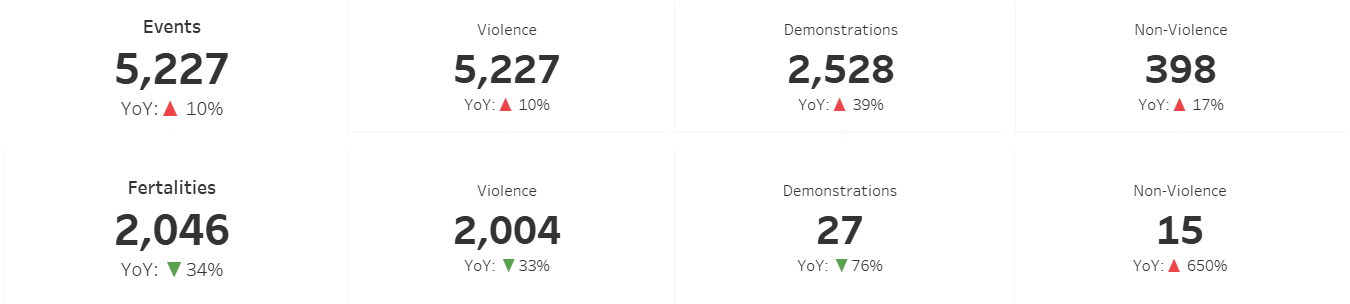 Events
5,227
YoY: ▲ 10%
Violence
5,227
YoY: ▲ 10%
Demonstrations
2,528
YoY: ▲ 39%
Non-Violence
398
YoY: ▲ 17%
Fertalities
2,046
YoY: ▼ 34%
Violence
2,004
YoY: ▼ 33%
Demonstrations
27
YoY: ▼ 76%
Non-Violence
15
YoY: ▲ 650%